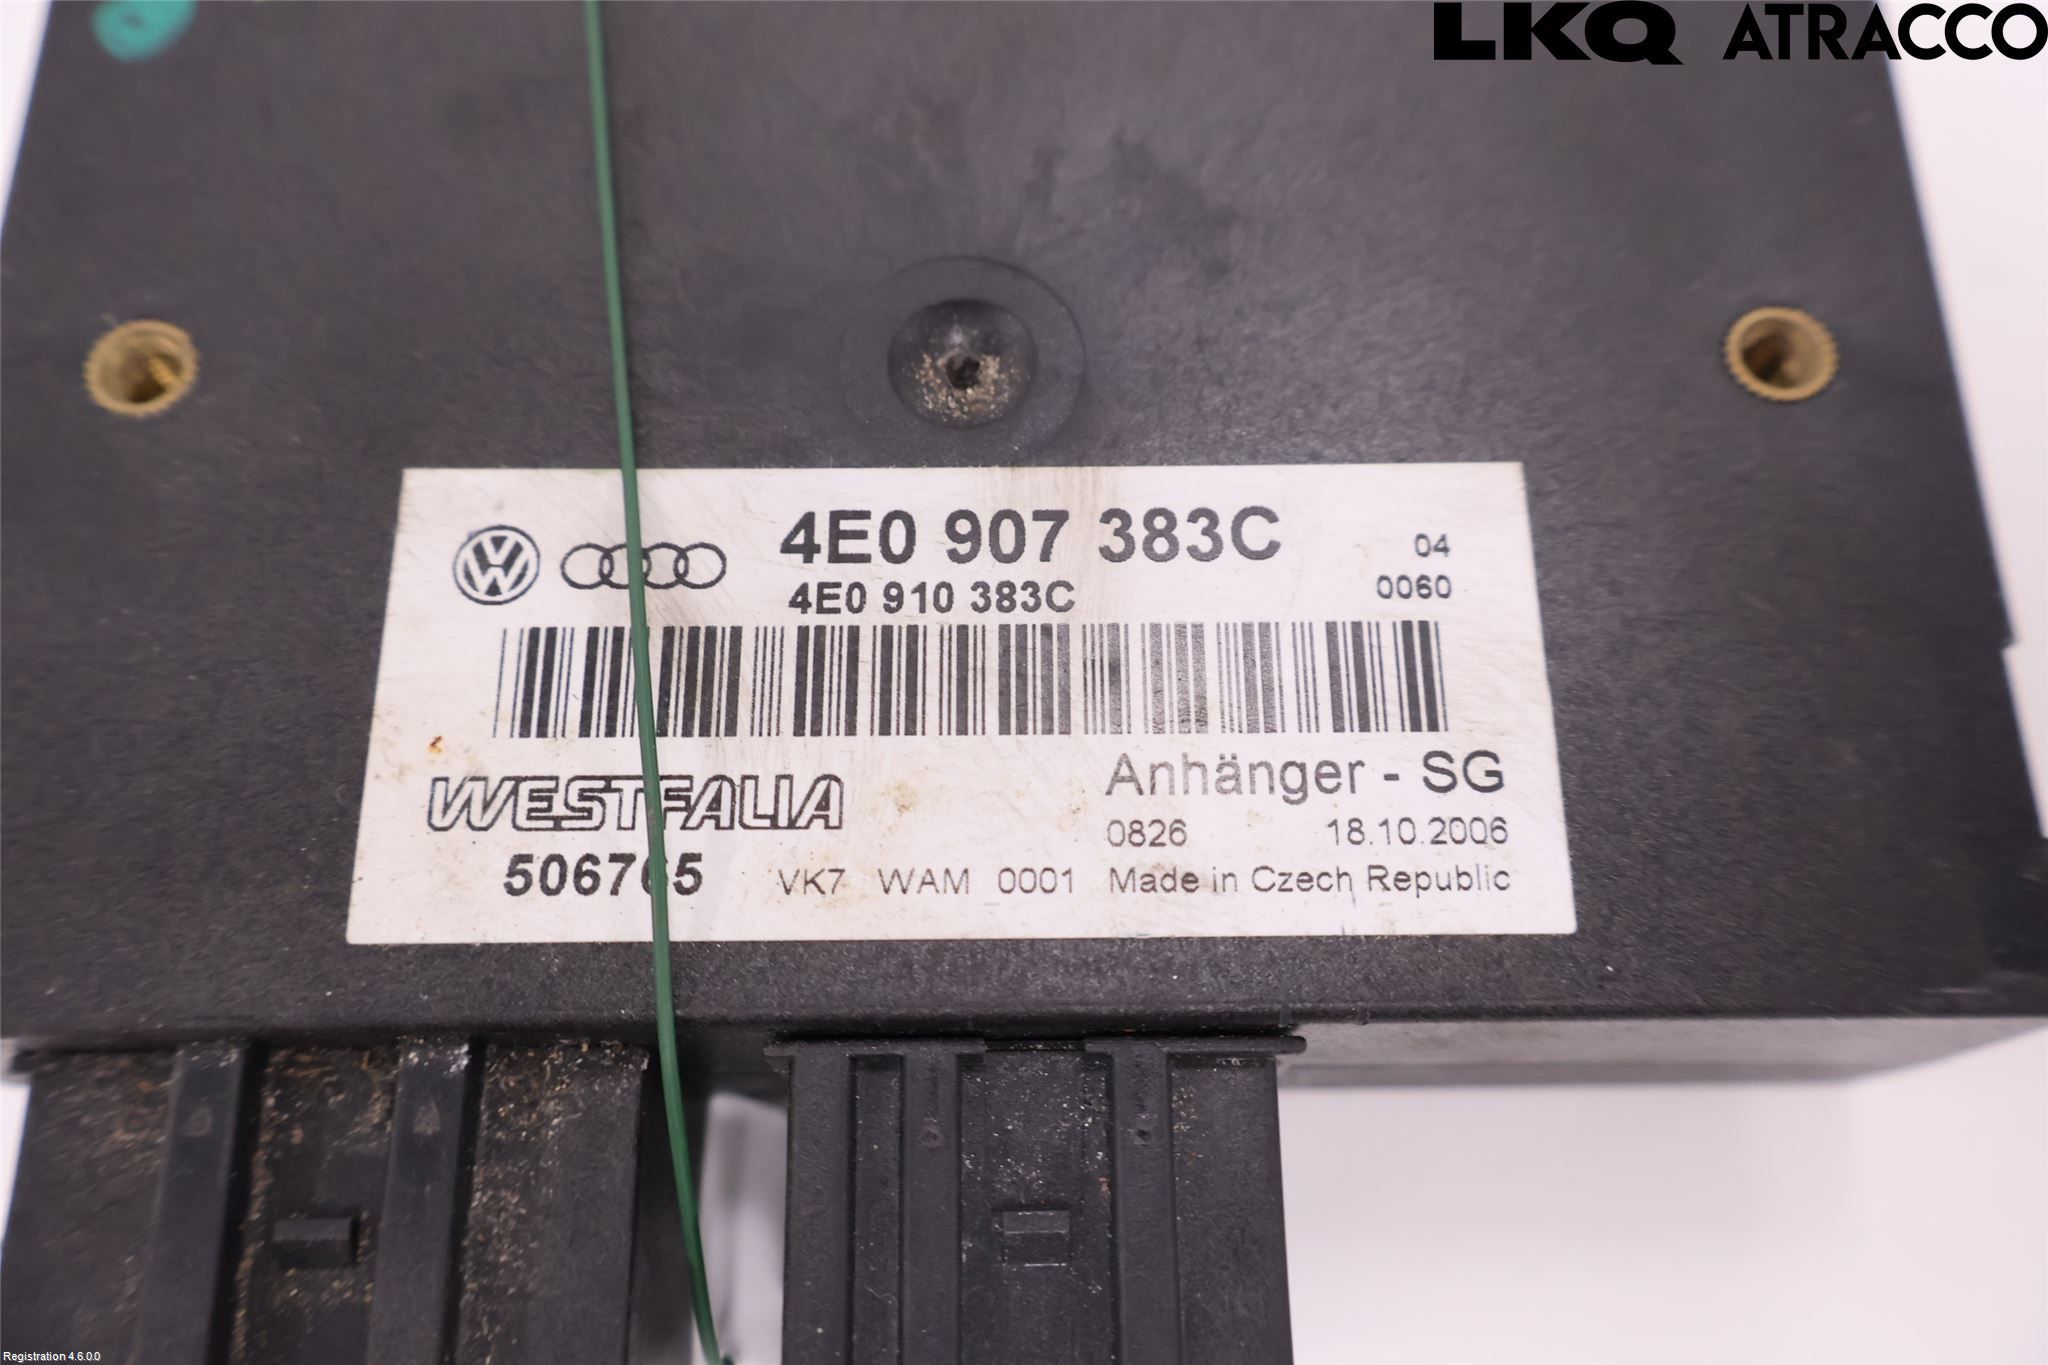 LKQ ATRACCO
4E0 907 383C
04
4E0 910 383C
0060
WESTFALIA
Anhänger - SG
0826 18.10.2006
VK7 WAM 0001 Made in Czech Republic
Registration 4.6.0.0